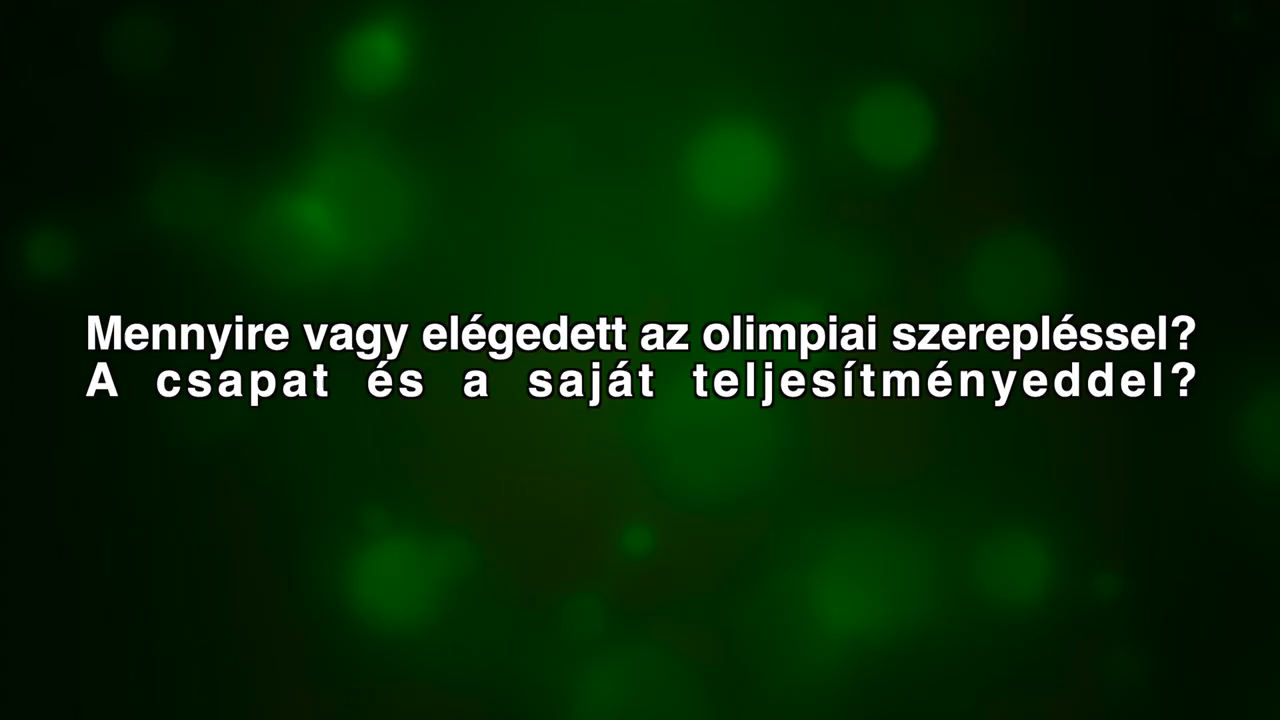 Mennyire vagy elégedett az olimpiai szerepléssel?
A csapat és a saját teljesítményeddel?